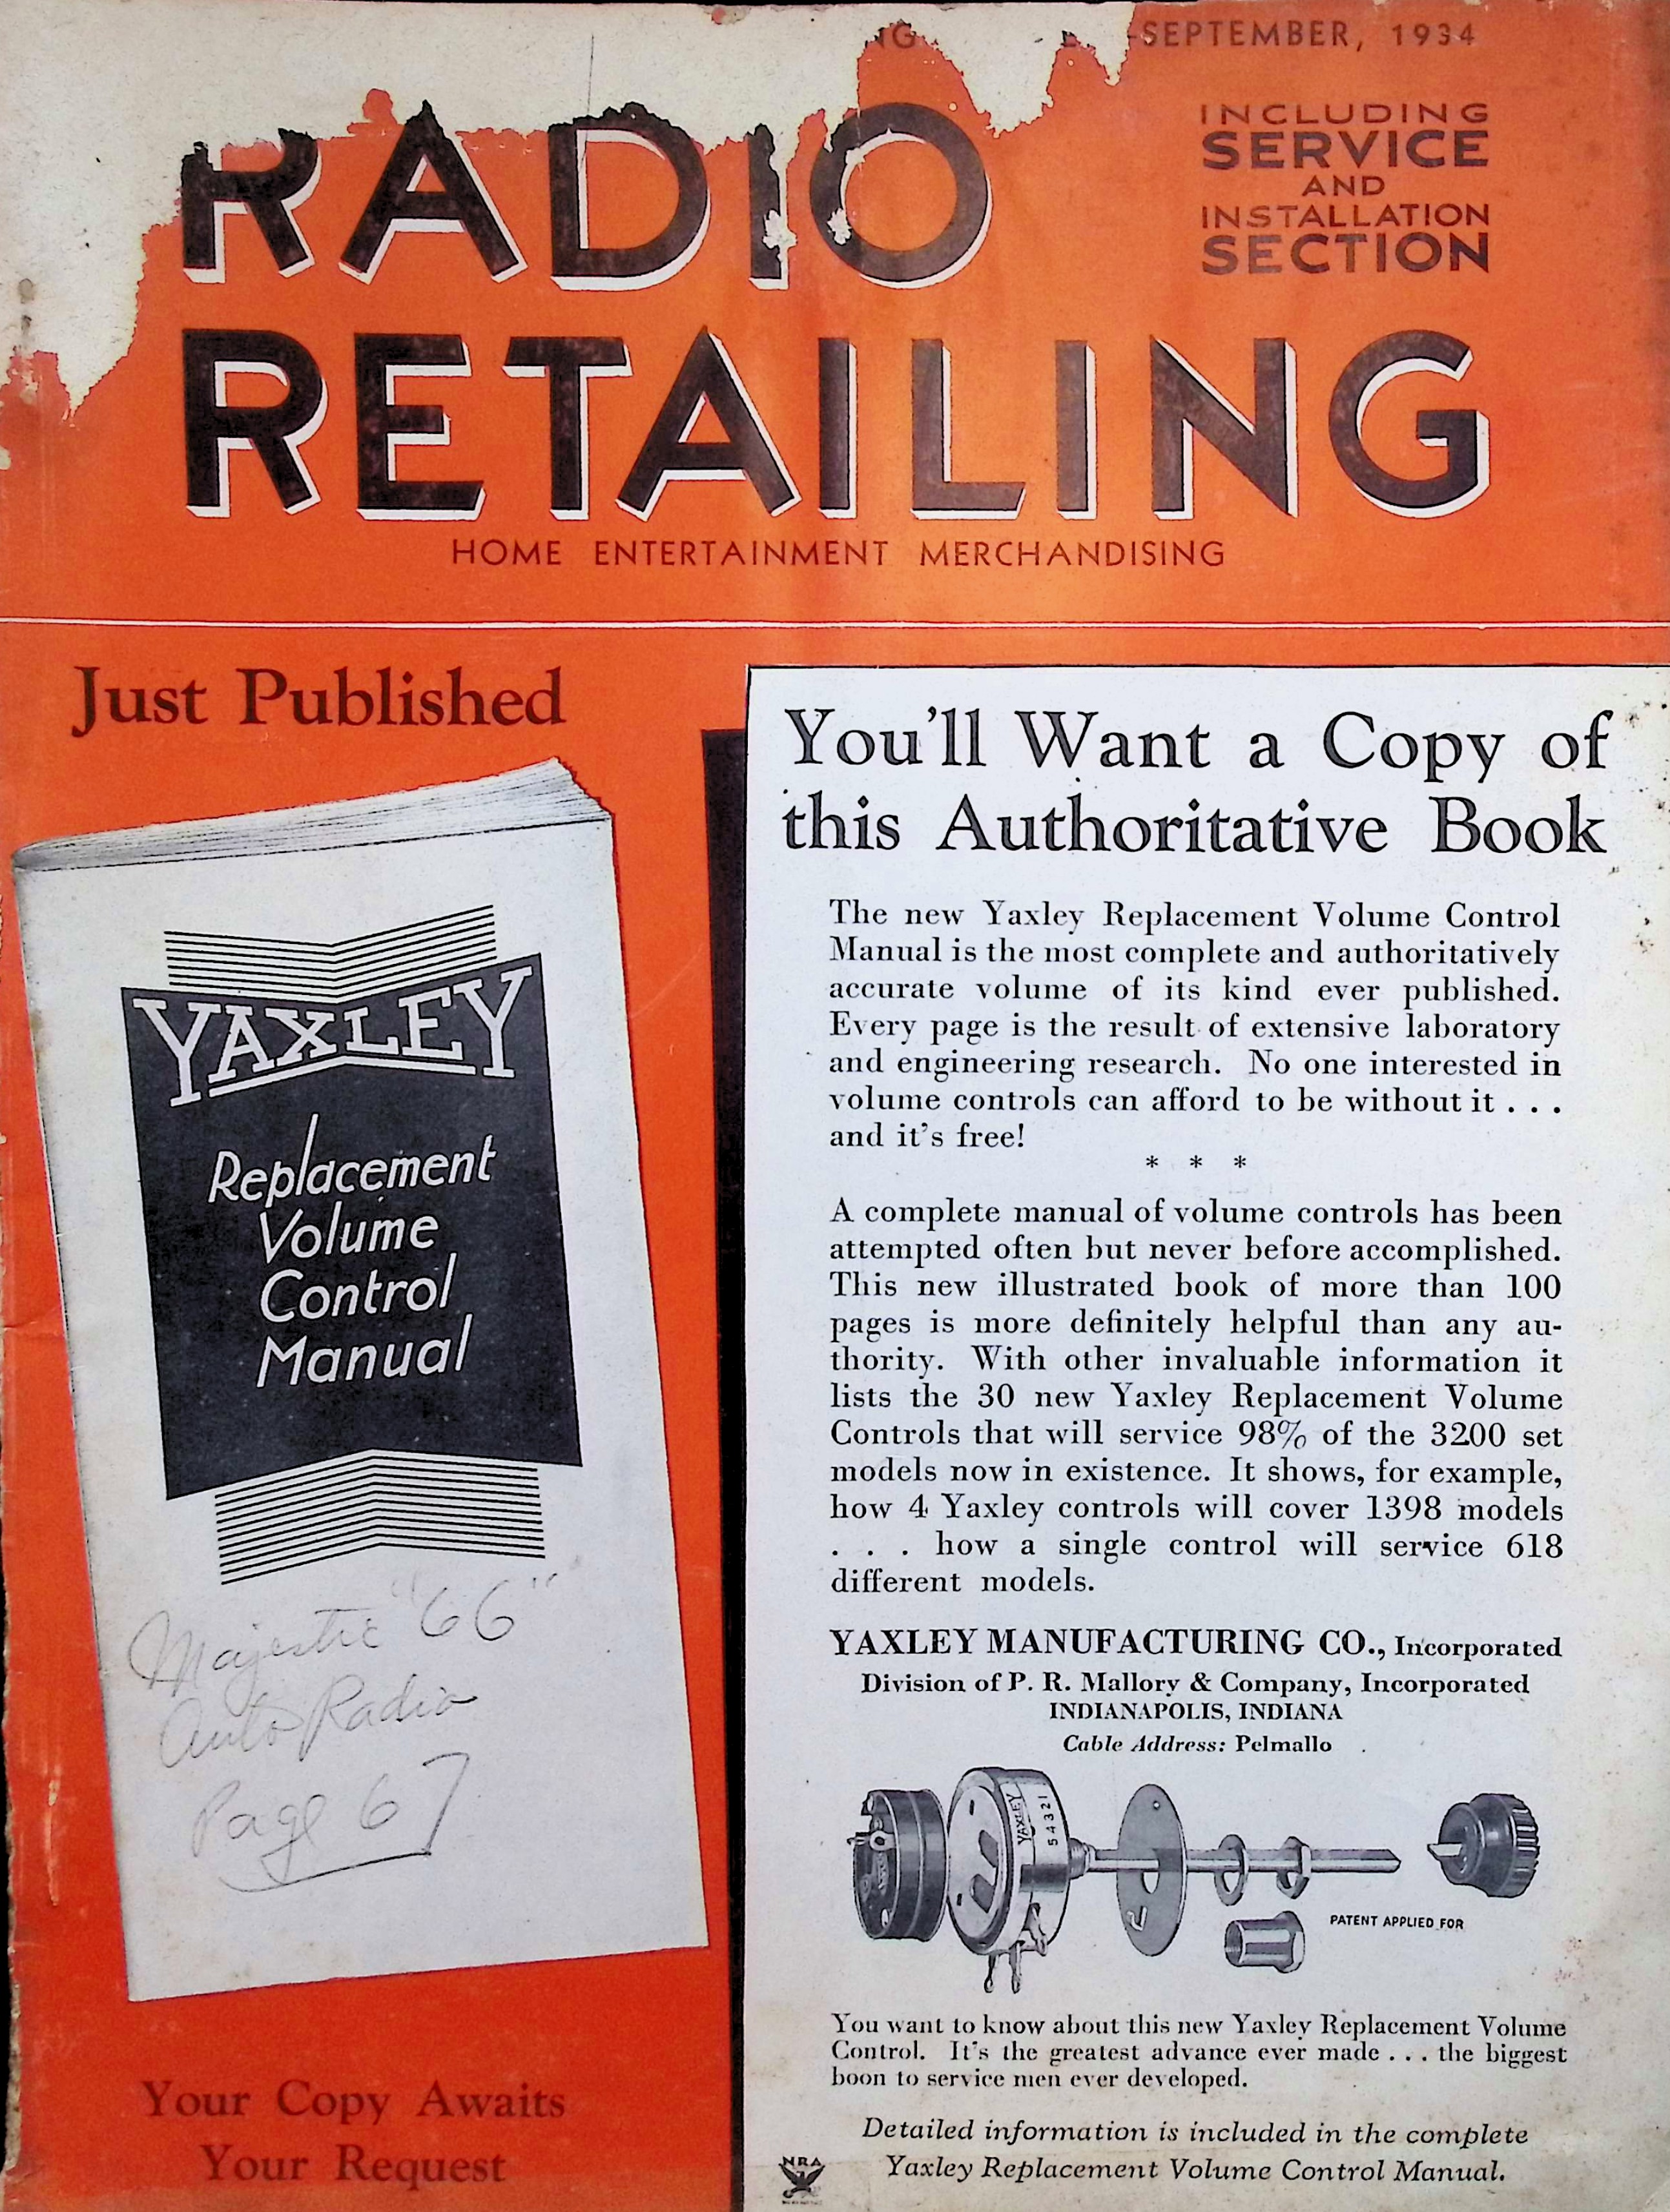 -SEPTEMBER, 1934
RADIO
RETAILING
INCLUDING
SERVICE
AND
INSTALLATION
SECTION
HOME ENTERTAINMENT MERCHANDISING
Just Published
YAXLEY
Replacement
Volume
Control
Manual
Majestic "66"
Auto Radio
Page 67
Your Copy Awaits
Your Request
You'll Want a Copy of
this Authoritative Book
The new Yaxley Replacement Volume Control
Manual is the most complete and authoritatively
accurate volume of its kind ever published.
Every page is the result of extensive laboratory
and engineering research. No one interested in
volume controls can afford to be without it . . .
and it's free!
* * *
A complete manual of volume controls has been
attempted often but never before accomplished.
This new illustrated book of more than 100
pages is more definitely helpful than any au-
thority. With other invaluable information it
lists the 30 new Yaxley Replacement Volume
Controls that will service 98% of the 3200 set
models now in existence. It shows, for example,
how 4 Yaxley controls will cover 1398 models
. . . how a single control will service 618
different models.
YAXLEY MANUFACTURING CO., Incorporated
Division of P. R. Mallory & Company, Incorporated
INDIANAPOLIS, INDIANA
Cable Address: Pelmallo
YAXLEY
54321
PATENT APPLIED FOR
You want to know about this new Yaxley Replacement Volume
Control. It's the greatest advance ever made . . . the biggest
boon to service men ever developed.
Detailed information is included in the complete
Yaxley Replacement Volume Control Manual.
NRA